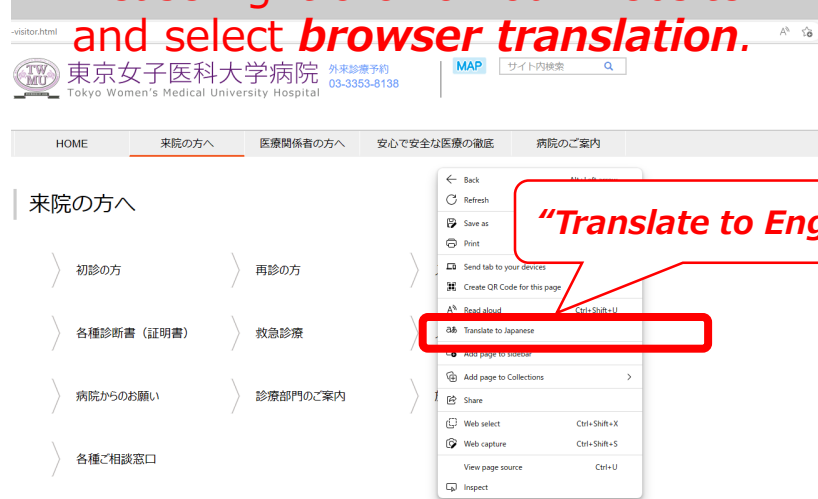 -visitor.html
and select browser translation.
TW
MU
東京女子医科大学病院
Tokyo Women's Medical University Hospital
外来診療予約
03-3353-8138
MAP
サイト内検索
HOME 来院の方へ 医療関係者の方へ 安心で安全な医療の徹底 病院のご案内
来院の方へ
初診の方 再診の方
各種診断書（証明書） 救急診療
病院からのお願い 診療部門のご案内
各種ご相談窓口
Back
Refresh
Save as
Print
Send tab to your devices
Create QR Code for this page
Read aloud Ctrl+Shift+U
Translate to Japanese
Add page to sidebar
Add page to Collections
Share
Web select Ctrl+Shift+X
Web capture Ctrl+Shift+S
View page source Ctrl+U
Inspect
"Translate to Eng